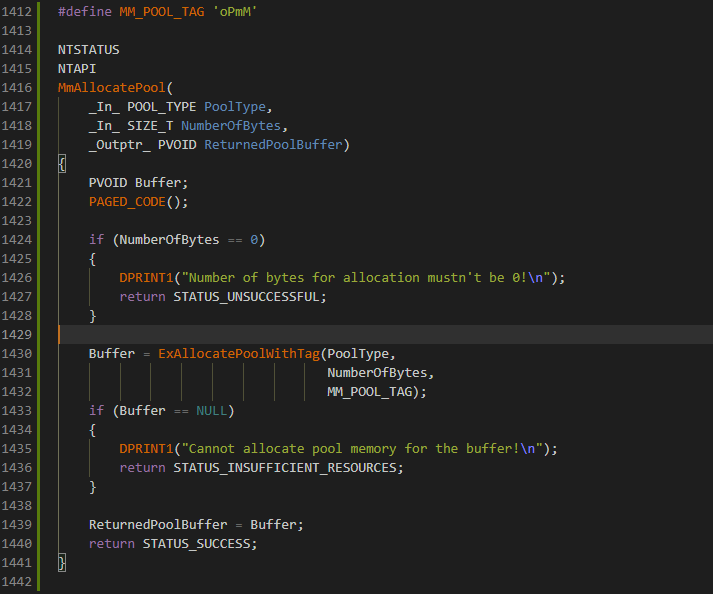 1412 #define MM_POOL_TAG 'oPmM'
1413
1414 NTSTATUS
1415 NTAPI
1416 MmAllocatePool(
1417     _In_ POOL_TYPE PoolType,
1418     _In_ SIZE_T NumberOfBytes,
1419     _Outptr_ PVOID ReturnedPoolBuffer)
1420 {
1421     PVOID Buffer;
1422     PAGED_CODE();
1423
1424     if (NumberOfBytes == 0)
1425     {
1426         DPRINT1("Number of bytes for allocation mustn't be 0!\n");
1427         return STATUS_UNSUCCESSFUL;
1428     }
1429
1430     Buffer = ExAllocatePoolWithTag(PoolType,
1431                                    NumberOfBytes,
1432                                    MM_POOL_TAG);
1433     if (Buffer == NULL)
1434     {
1435         DPRINT1("Cannot allocate pool memory for the buffer!\n");
1436         return STATUS_INSUFFICIENT_RESOURCES;
1437     }
1438
1439     ReturnedPoolBuffer = Buffer;
1440     return STATUS_SUCCESS;
1441 }
1442